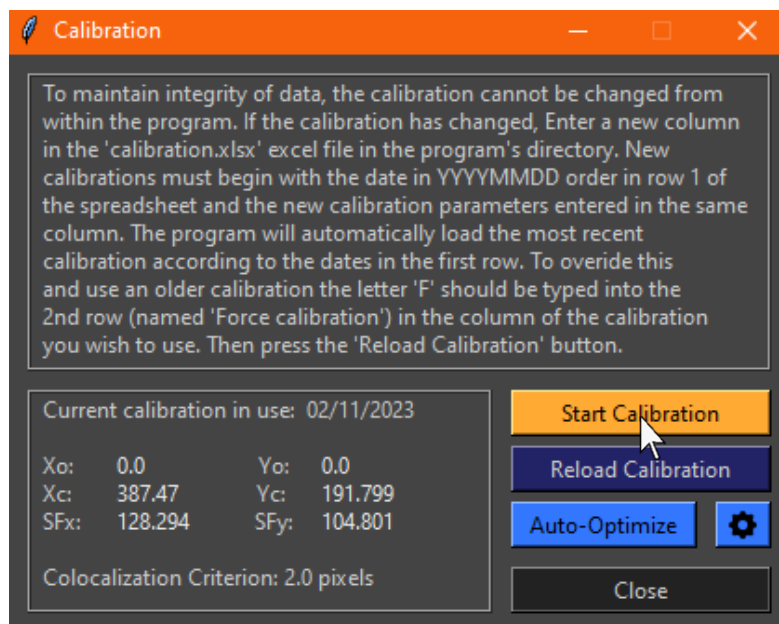 Calibration
To maintain integrity of data, the calibration cannot be changed from
within the program. If the calibration has changed, Enter a new column
in the 'calibration.xlsx' excel file in the program's directory. New
calibrations must begin with the date in YYYYMMDD order in row 1 of
the spreadsheet and the new calibration parameters entered in the same
column. The program will automatically load the most recent
calibration according to the dates in the first row. To overide this
and use an older calibration the letter 'F' should be typed into the
2nd row (named 'Force calibration') in the column of the calibration
you wish to use. Then press the 'Reload Calibration' button.
Current calibration in use: 02/11/2023
Xo: 0.0 Yo: 0.0
Xc: 387.47 Yc: 191.799
SFx: 128.294 SFy: 104.801
Colocalization Criterion: 2.0 pixels
Start Calibration
Reload Calibration
Auto-Optimize
Close